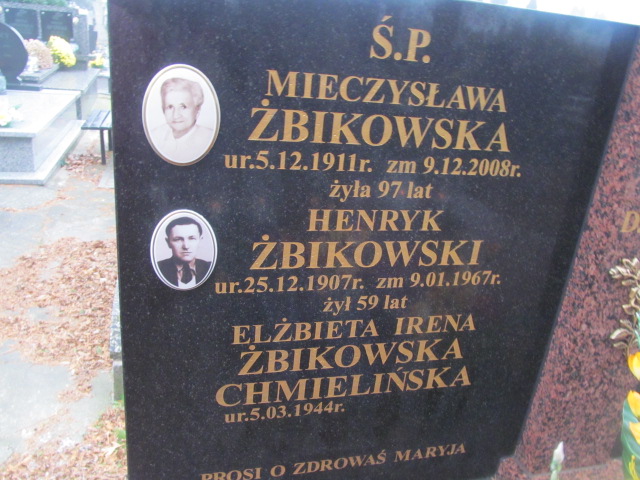 Ś.P.
MIECZYSŁAWA
ŻBIKOWSKA
ur.5.12.1911r. zm 9.12.2008r.
żyła 97 lat
HENRYK
ŻBIKOWSKI
ur.25.12.1907r. zm 9.01.1967r.
żył 59 lat
ELŻBIETA IRENA
ŻBIKOWSKA
CHMIELIŃSKA
ur.5.03.1944r.
PROSI O ZDROWAŚ MARYJA